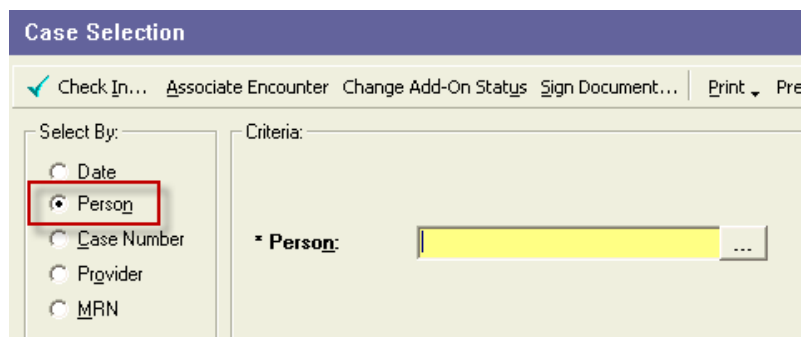 Case Selection
Check In... Associate Encounter Change Add-On Status Sign Document... Print Pre
Select By: Criteria:
Date
Person
Case Number * Person: ...
Provider
MRN